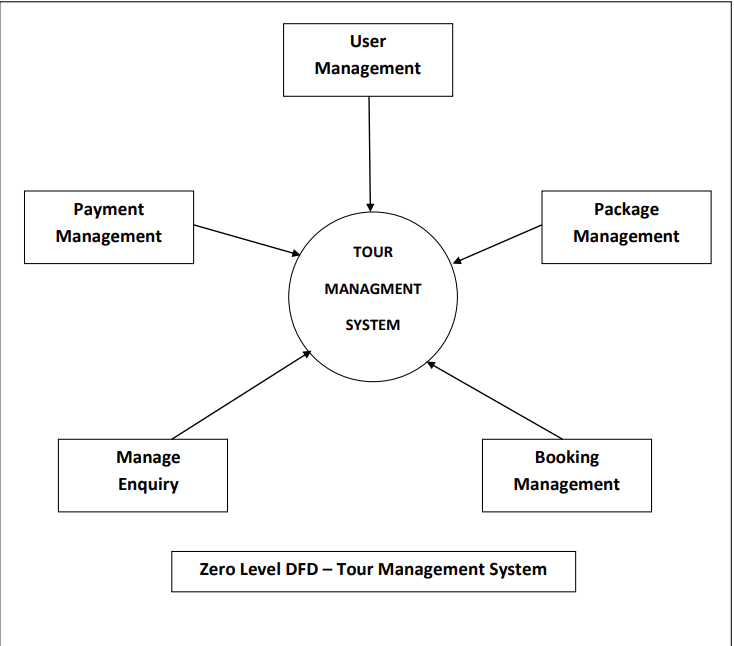 User
Management
Payment
Management
Package
Management
TOUR
MANAGMENT
SYSTEM
Manage
Enquiry
Booking
Management
Zero Level DFD – Tour Management System